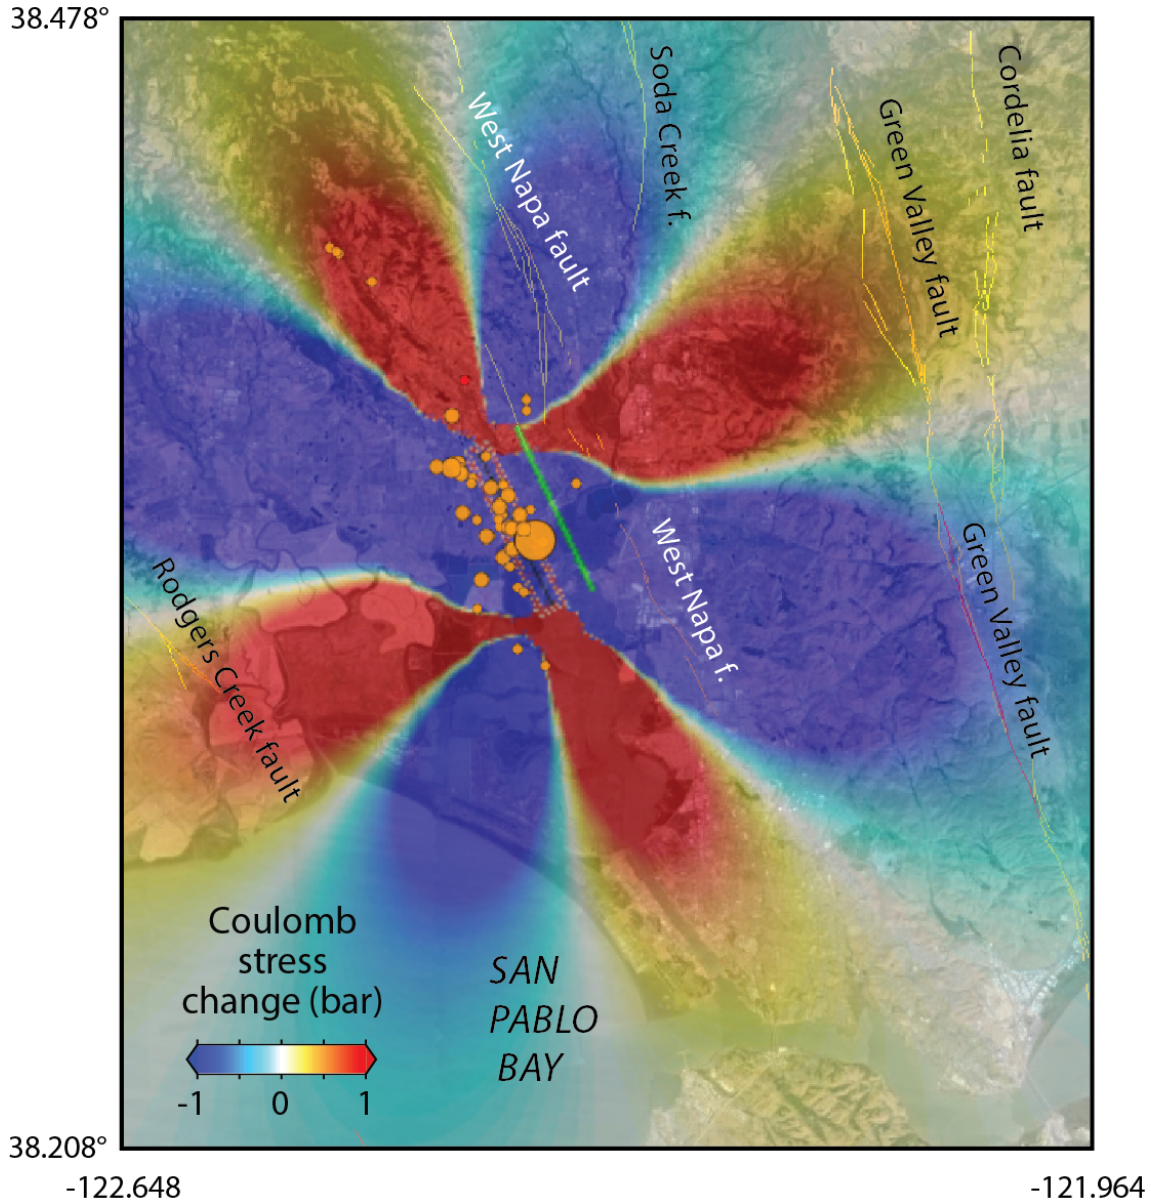 38.478°
Soda Creek f.
Cordelia fault
West Napa fault
Green Valley fault
West Napa f.
Green Valley fault
Rodgers Creek fault
Coulomb
stress
change (bar)
-1 0 1
SAN
PABLO
BAY
38.208°
-122.648 -121.964